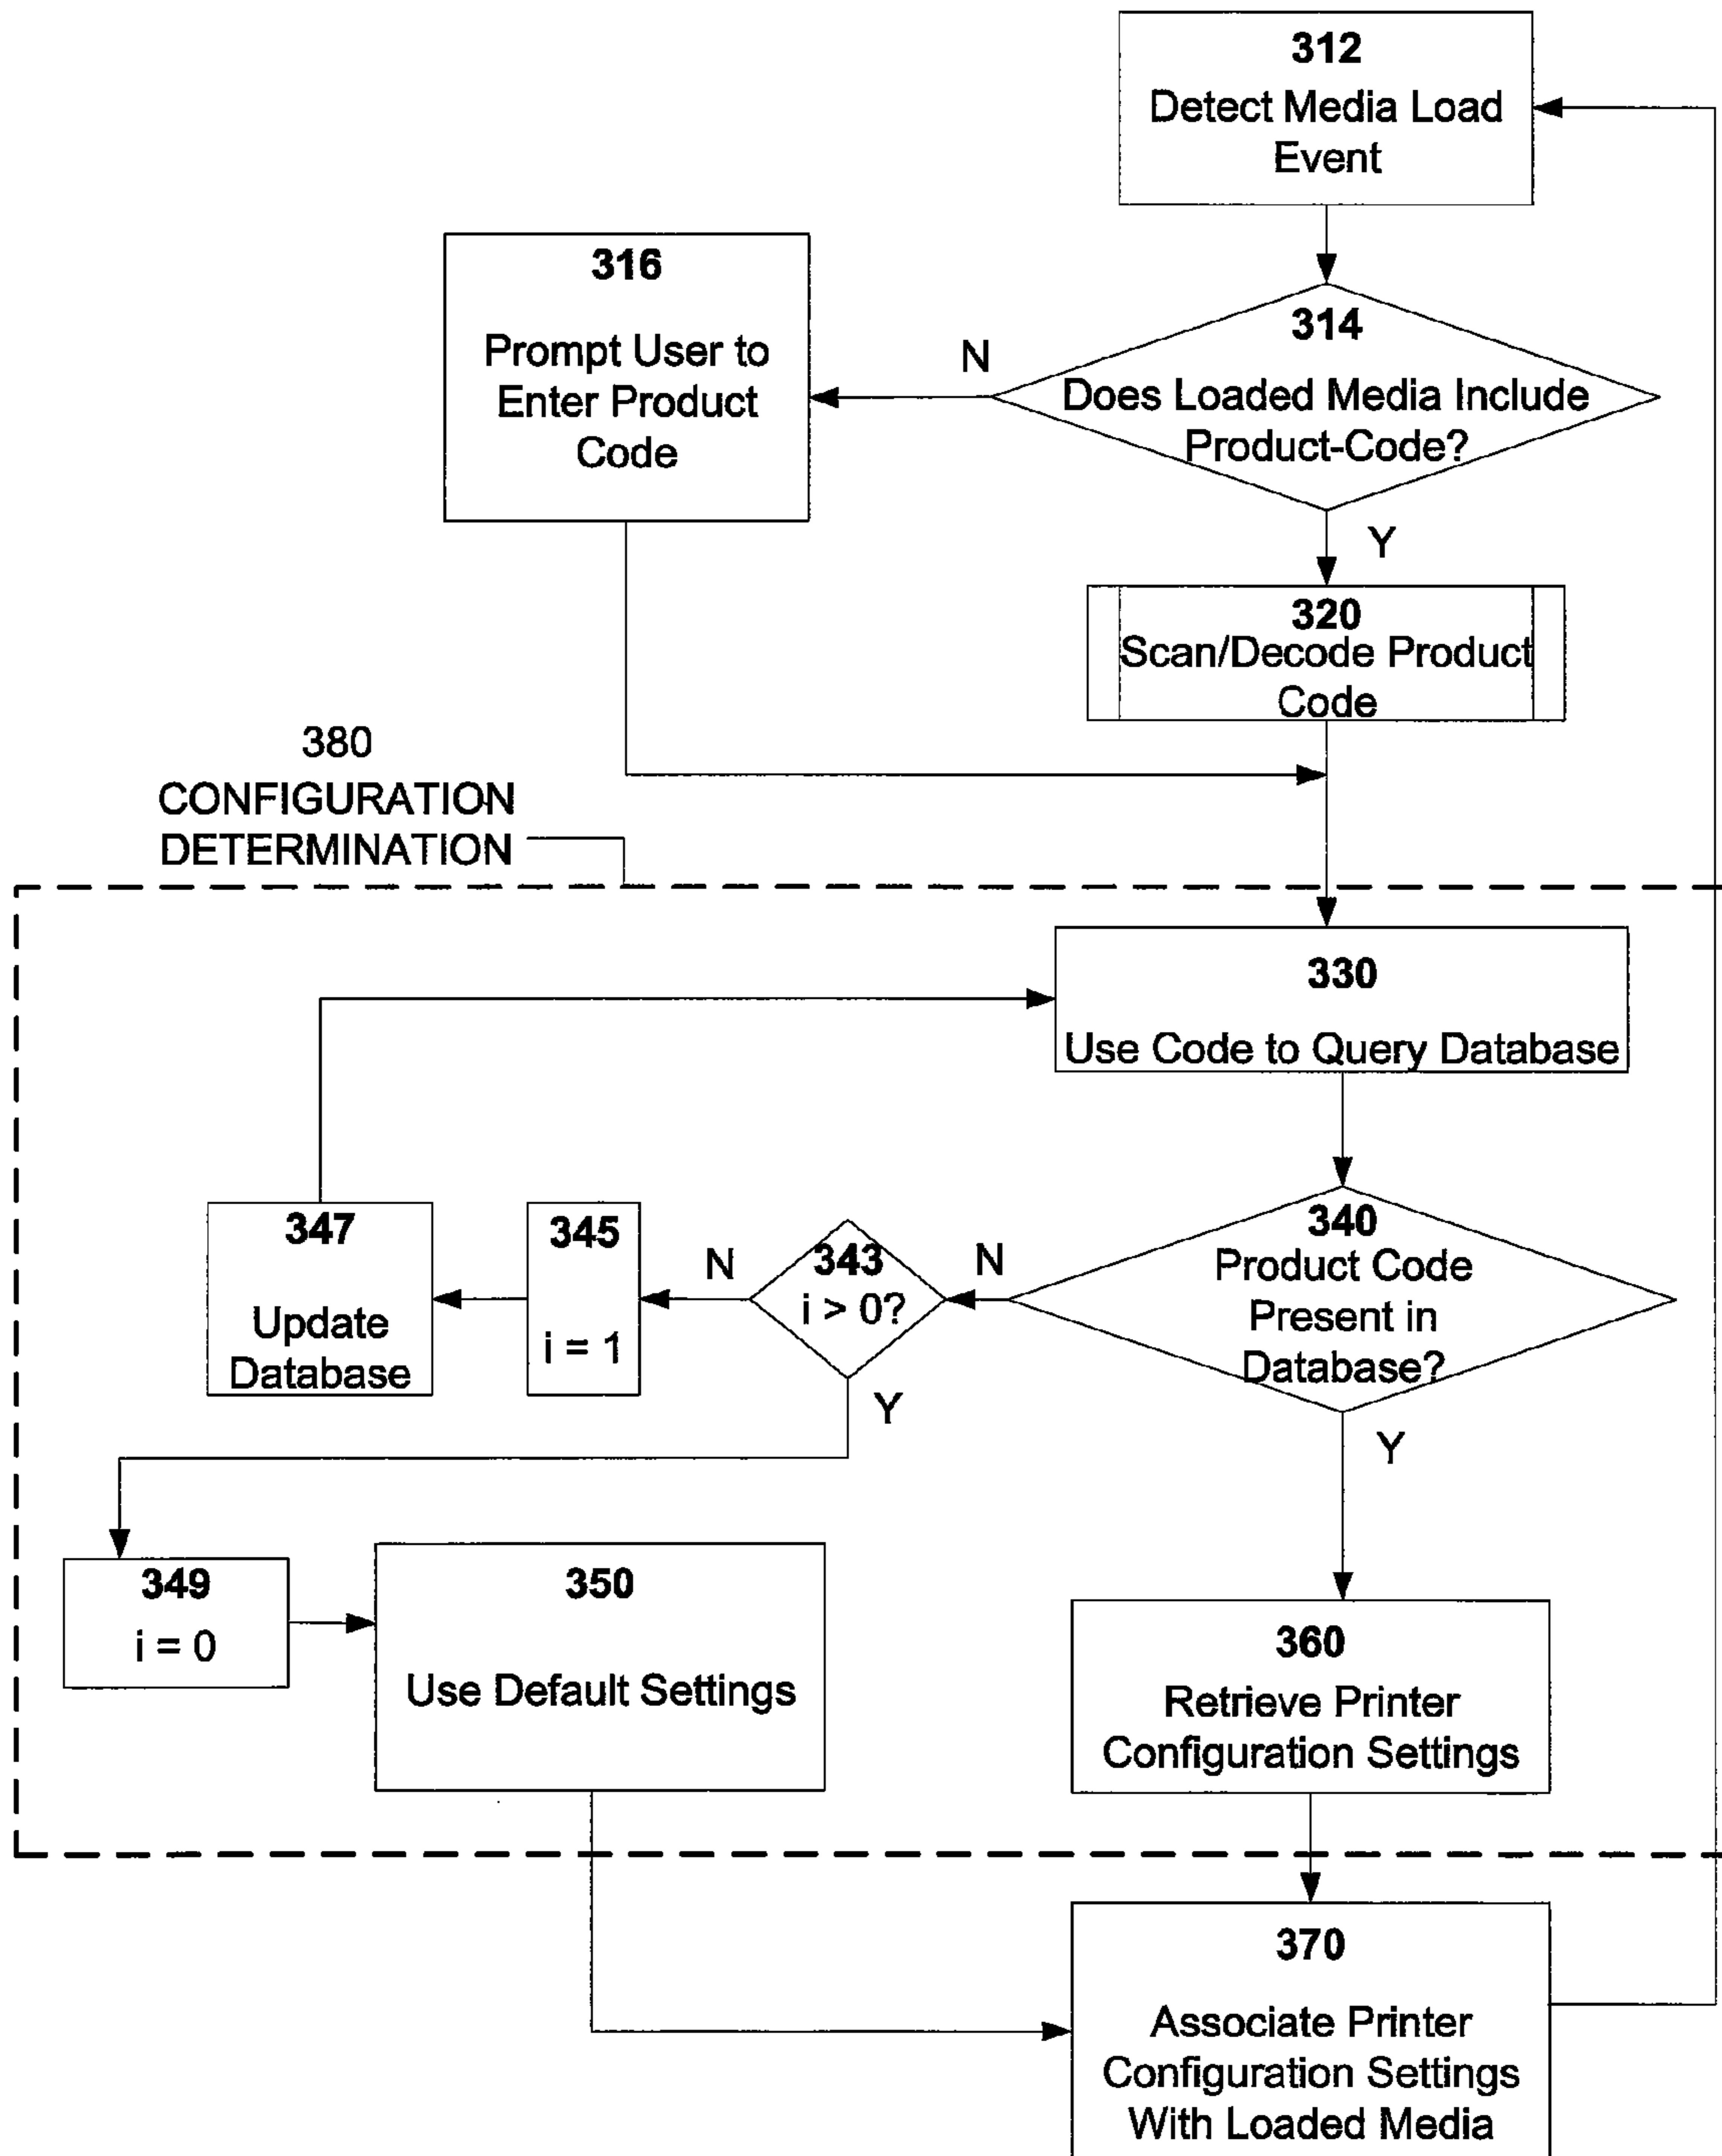 312
Detect Media Load
Event
316
Prompt User to
Enter Product
Code
N
314
Does Loaded Media Include
Product-Code?
Y
320
Scan/Decode Product
Code
380
CONFIGURATION
DETERMINATION
330
Use Code to Query Database
347
Update
Database
345
i = 1
N
343
i > 0?
N
340
Product Code
Present in
Database?
Y
Y
349
i = 0
350
Use Default Settings
360
Retrieve Printer
Configuration Settings
370
Associate Printer
Configuration Settings
With Loaded Media